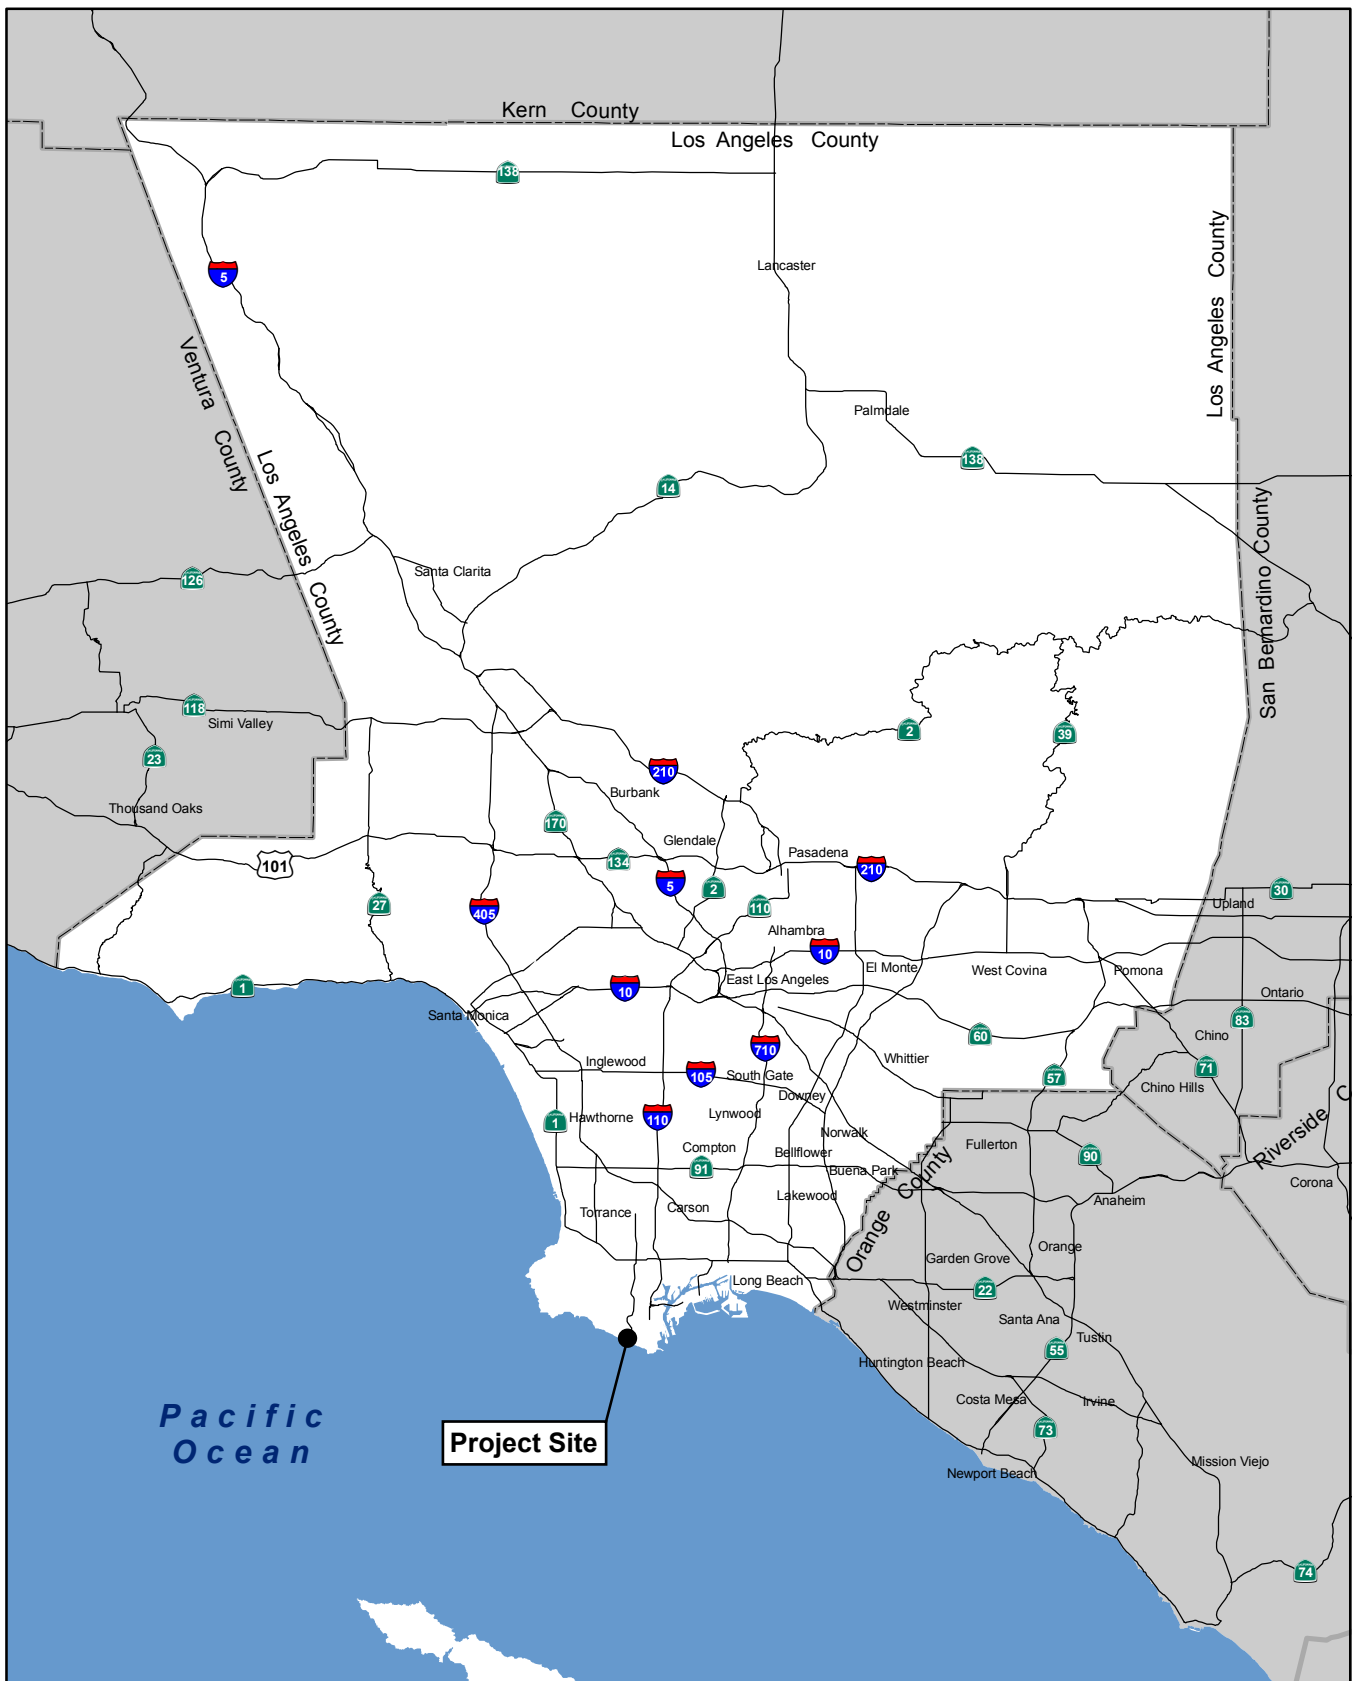 Kern County
Los Angeles County
138
5
Lancaster
Los Angeles County
Ventura County
Palmdale
138
14
Los Angeles County
San Bernardino County
126
Santa Clarita
118
Simi Valley
23
2
39
210
Burbank
Thousand Oaks
170
Glendale
134
Pasadena
101
210
5
2
30
27
405
110
Upland
Alhambra
10
El Monte
West Covina
Pomona
East Los Angeles
1
10
Ontario
Santa Monica
83
60
Chino
710
Inglewood
Whittier
105
South Gate
71
57
Chino Hills
Downey
110
Lynwood
1
Hawthorne
Norwalk
Compton
Fullerton
Riverside C
91
Bellflower
90
Buena Park
Orange County
Corona
Lakewood
Anaheim
Torrance
Carson
Orange
Garden Grove
Long Beach
22
Westminster
Santa Ana
Tustin
55
Huntington Beach
Costa Mesa
Irvine
Pacific
Ocean
73
Project Site
Mission Viejo
Newport Beach
74